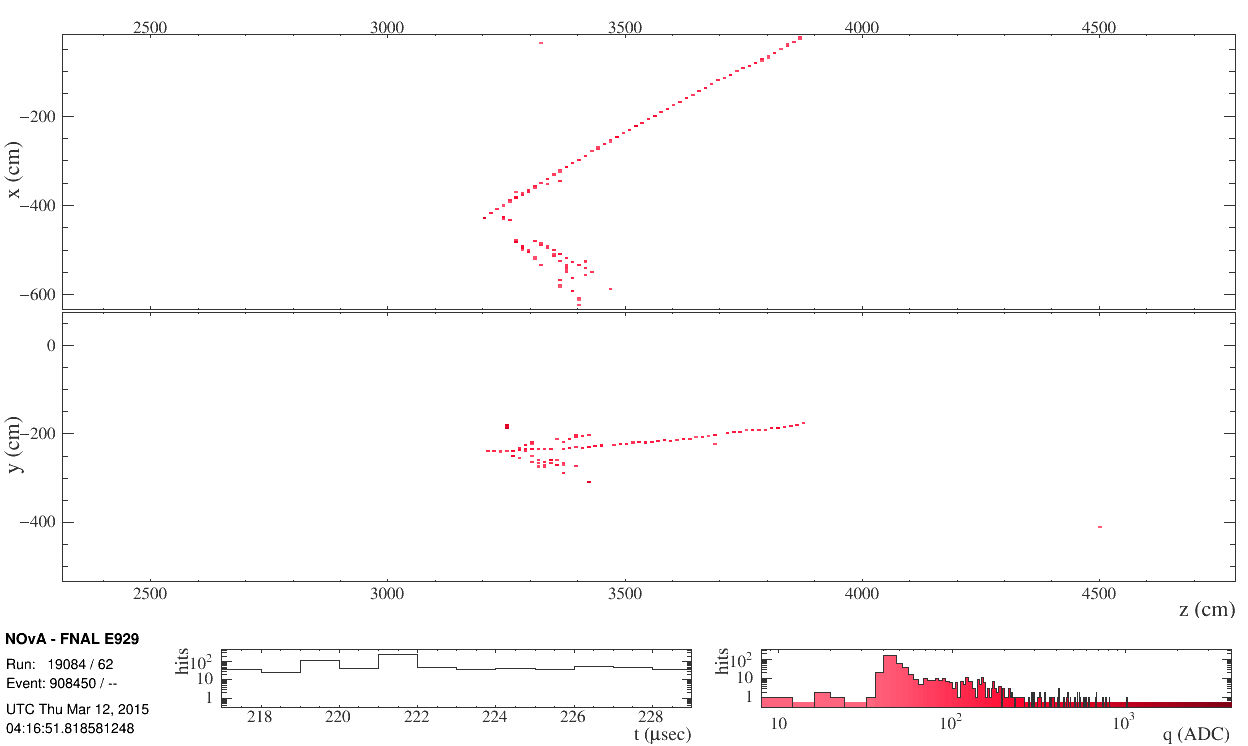 2500 3000 3500 4000 4500
x (cm)
−200
−400
−600
y (cm)
0
−200
−400
2500 3000 3500 4000 4500
z (cm)
NOvA - FNAL E929
Run: 19084 / 62
Event: 908450 / --
UTC Thu Mar 12, 2015
04:16:51.818581248
hits
10²
10
1
218 220 222 224 226 228
t (μsec)
hits
10²
10
1
10 10² 10³
q (ADC)